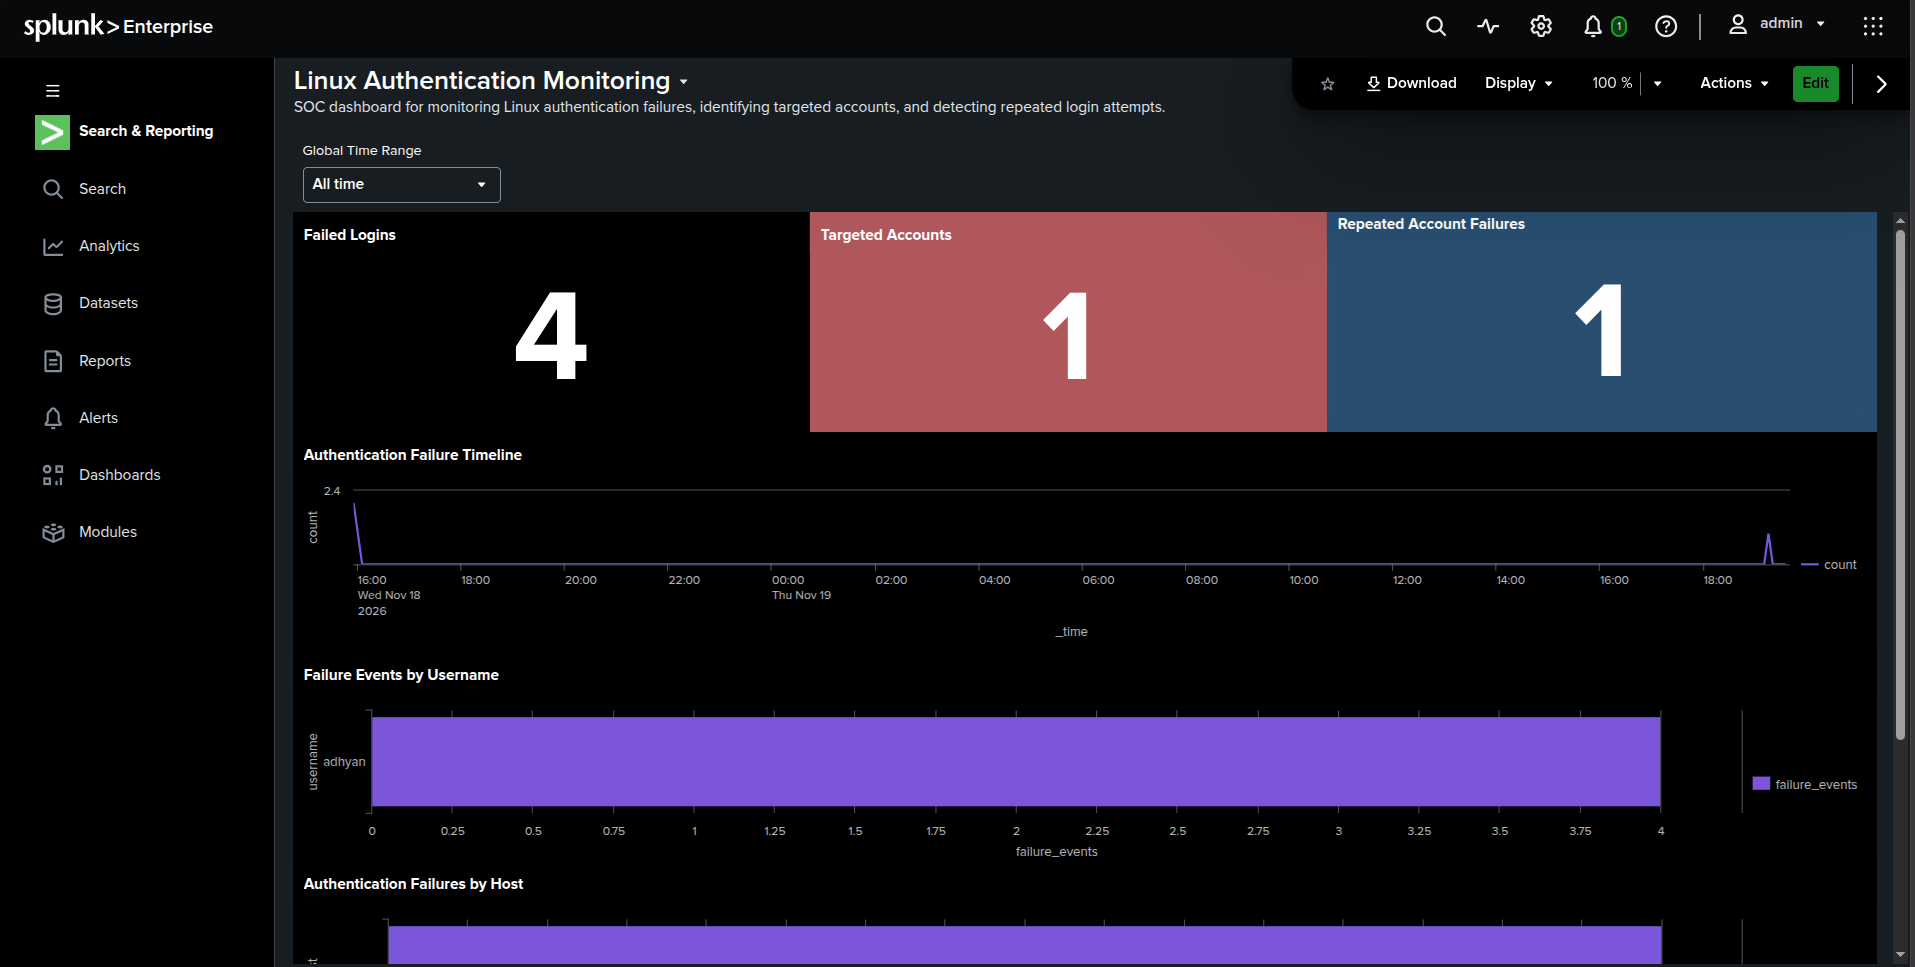 splunk> Enterprise
1
admin
Linux Authentication Monitoring
SOC dashboard for monitoring Linux authentication failures, identifying targeted accounts, and detecting repeated login attempts.
Download
Display
100 %
Actions
Edit
Search & Reporting
Search
Analytics
Datasets
Reports
Alerts
Dashboards
Modules
Global Time Range
All time
Failed Logins
4
Targeted Accounts
1
Repeated Account Failures
1
Authentication Failure Timeline
2.4
count
16:00 18:00 20:00 22:00 00:00 02:00 04:00 06:00 08:00 10:00 12:00 14:00 16:00 18:00
Wed Nov 18 Thu Nov 19
2026
_time
count
Failure Events by Username
username
adhyan
0 0.25 0.5 0.75 1 1.25 1.5 1.75 2 2.25 2.5 2.75 3 3.25 3.5 3.75 4
failure_events
failure_events
Authentication Failures by Host